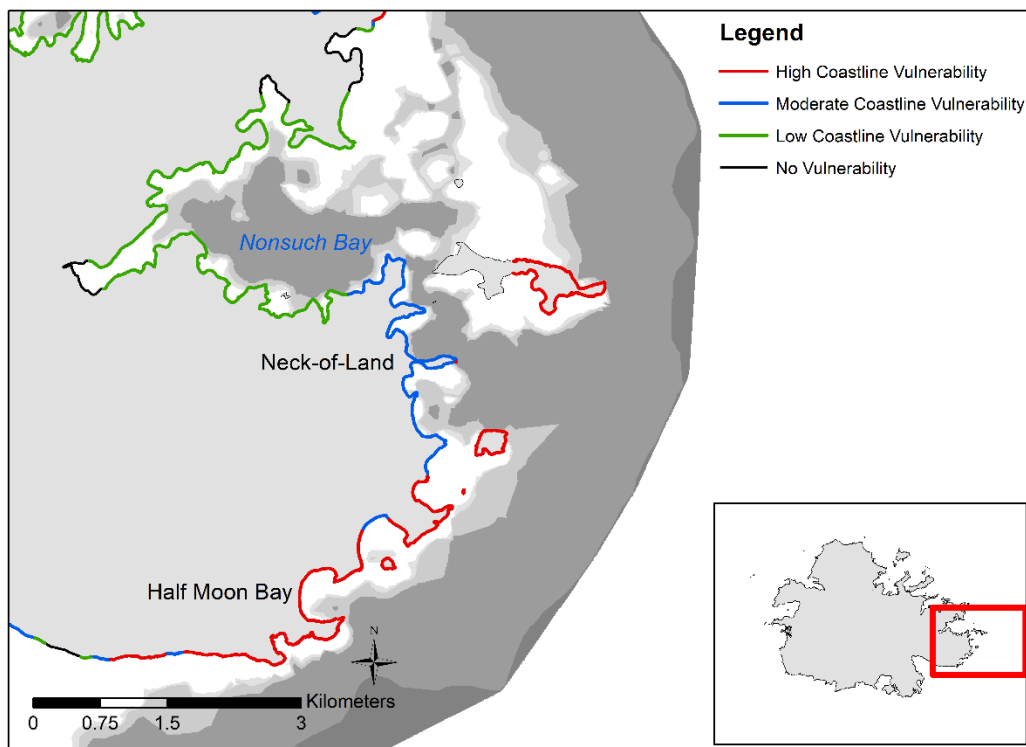 Legend
High Coastline Vulnerability
Moderate Coastline Vulnerability
Low Coastline Vulnerability
No Vulnerability
Nonsuch Bay
Neck-of-Land
Half Moon Bay
N
Kilometers
0 0.75 1.5 3